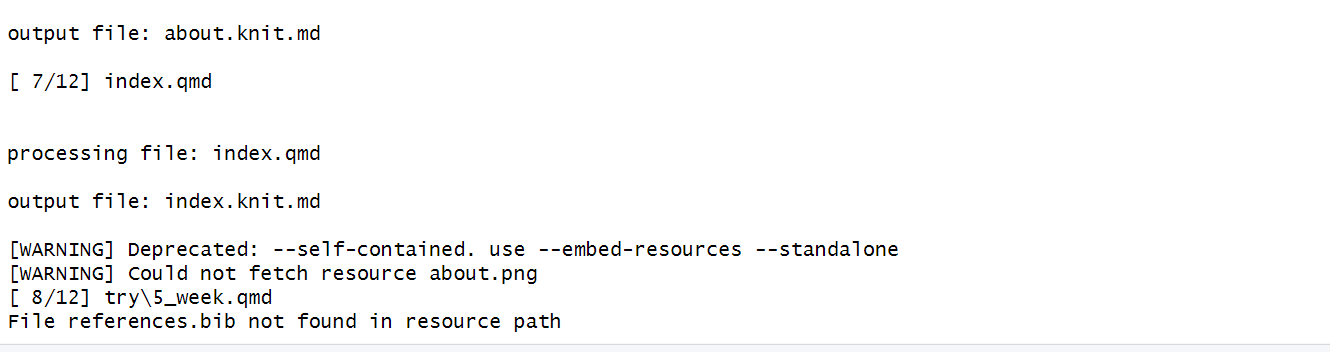 output file: about.knit.md
[ 7/12] index.qmd
processing file: index.qmd
output file: index.knit.md
[WARNING] Deprecated: --self-contained. use --embed-resources --standalone
[WARNING] Could not fetch resource about.png
[ 8/12] try\5_week.qmd
File references.bib not found in resource path